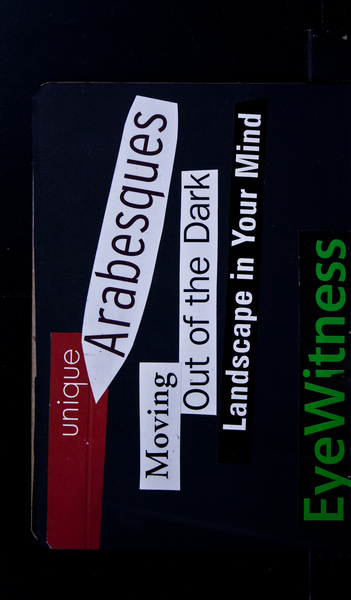 unique
Arabesques
Moving
Out of the Dark
Landscape in Your Mind
EyeWitness